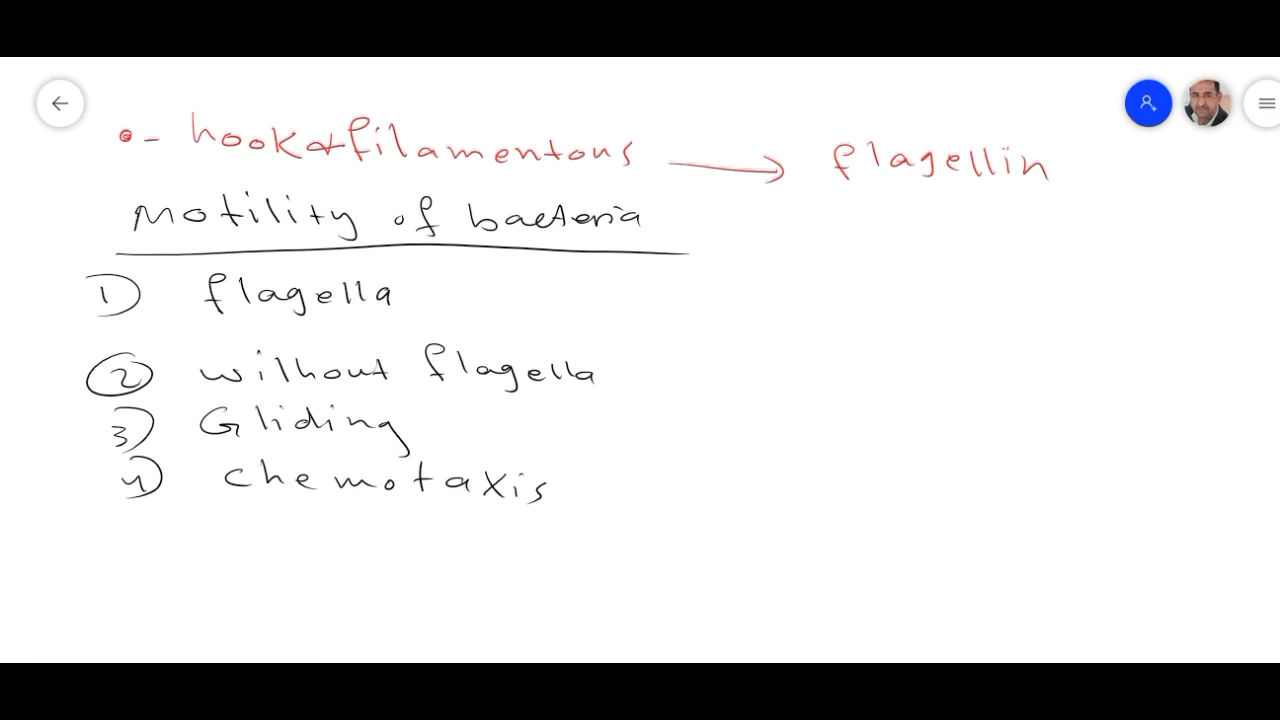 - hook & filamentous → flagellin
Motility of bacteria
1) flagella
2 without flagella
3) Gliding
4) chemotaxis